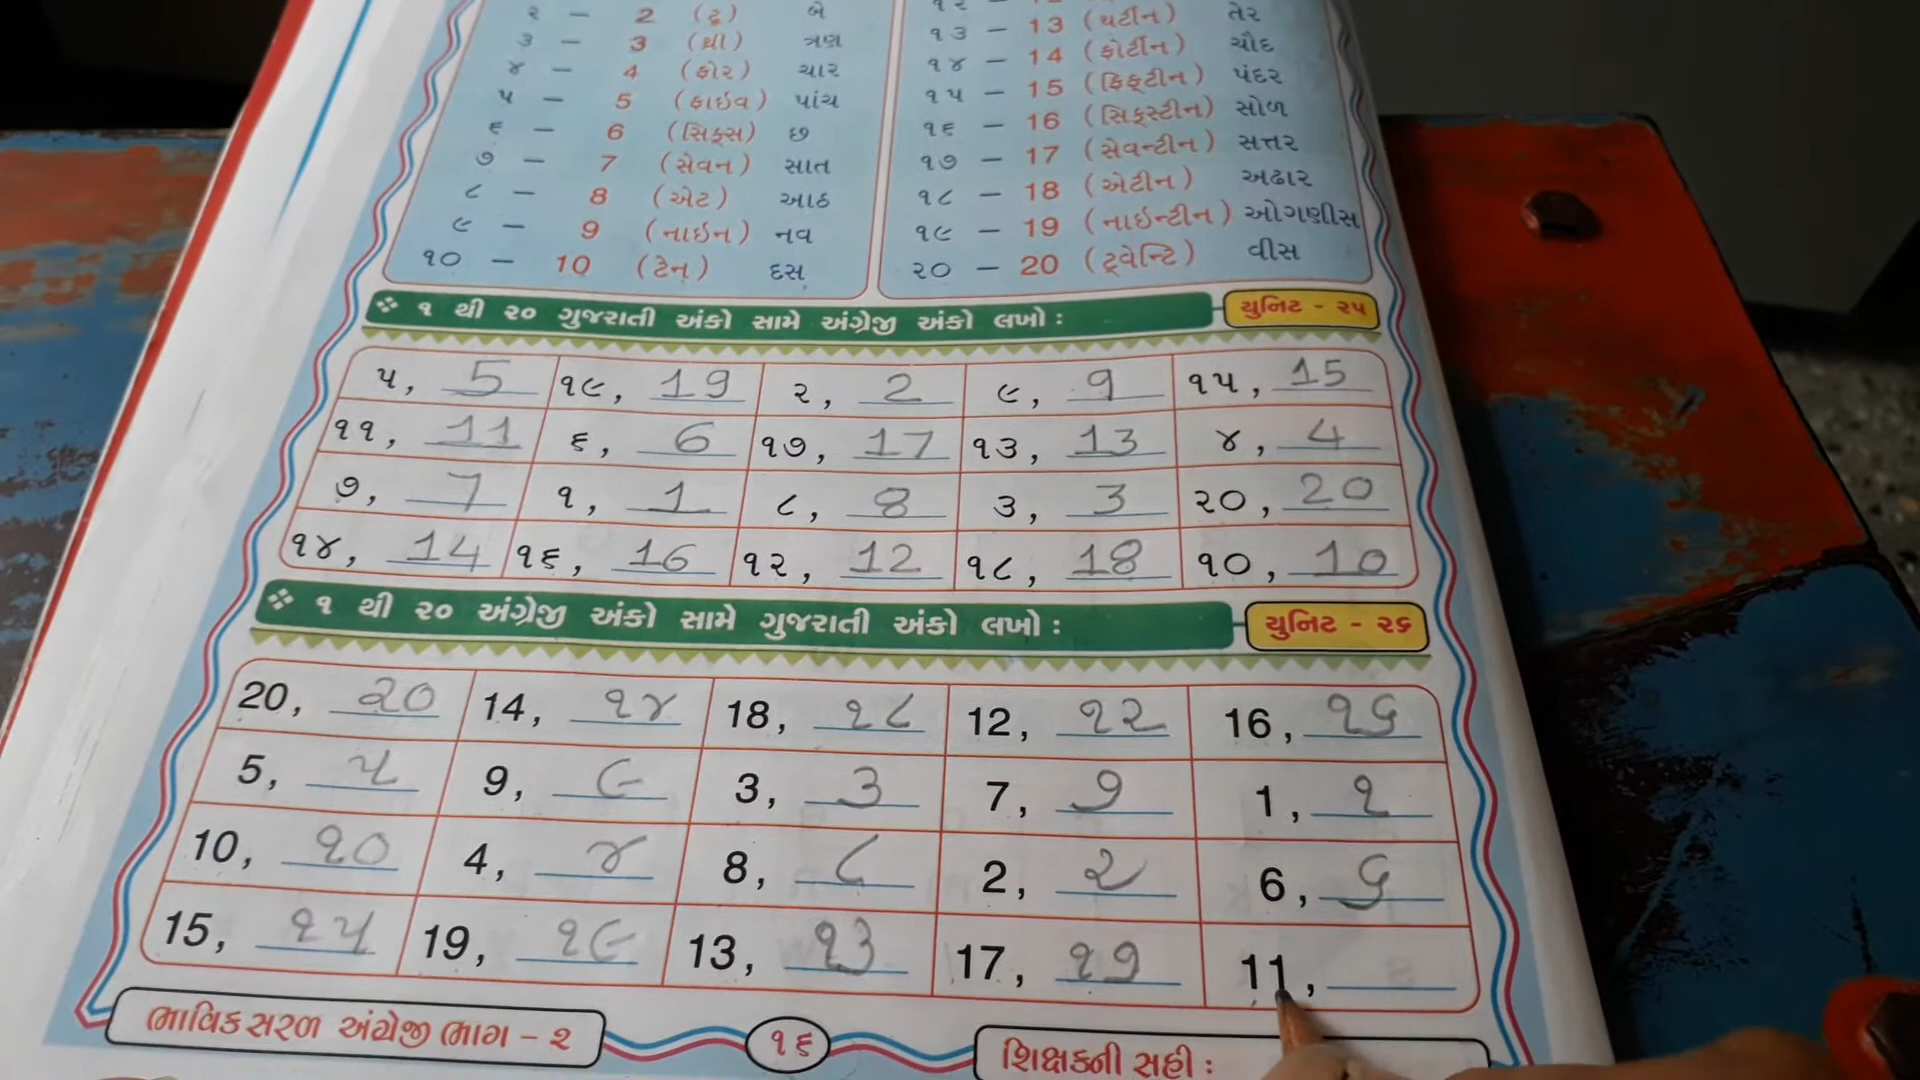 ૨ – 2 (ટૂ) બે
૩ – 3 (થ્રી) ત્રણ
૪ – 4 (ફોર) ચાર
૫ – 5 (ફાઇવ) પાંચ
૬ – 6 (સિક્સ) છ
૭ – 7 (સેવન) સાત
૮ – 8 (એટ) આઠ
૯ – 9 (નાઇન) નવ
૧૦ – 10 (ટેન) દસ
૧૩ – 13 (થર્ટીન) તેર
૧૪ – 14 (ફોર્ટીન) ચૌદ
૧૫ – 15 (ફિફ્ટીન) પંદર
૧૬ – 16 (સિક્સ્ટીન) સોળ
૧૭ – 17 (સેવન્ટીન) સત્તર
૧૮ – 18 (એટીન) અઢાર
૧૯ – 19 (નાઇન્ટીન) ઓગણીસ
૨૦ – 20 (ટ્વેન્ટિ) વીસ
❖ ૧ થી ૨૦ ગુજરાતી અંકો સામે અંગ્રેજી અંકો લખો : યુનિટ - ૨૫
૫, 5 ૧૯, 19 ૨, 2 ૯, 9 ૧૫, 15
૧૧, 11 ૬, 6 ૧૭, 17 ૧૩, 13 ૪, 4
૭, 7 ૧, 1 ૮, 8 ૩, 3 ૨૦, 20
૧૪, 14 ૧૬, 16 ૧૨, 12 ૧૮, 18 ૧૦, 10
❖ ૧ થી ૨૦ અંગ્રેજી અંકો સામે ગુજરાતી અંકો લખો : યુનિટ - ૨૬
20, ૨૦ 14, ૧૪ 18, ૧૮ 12, ૧૨ 16, ૧૬
5, ૫ 9, ૯ 3, ૩ 7, ૭ 1, ૧
10, ૧૦ 4, ૪ 8, ૮ 2, ૨ 6, ૬
15, ૧૫ 19, ૧૯ 13, ૧૩ 17, ૧૭ 11,
ભાવિક સરળ અંગ્રેજી ભાગ - ૨ ૧૬ શિક્ષકની સહી :